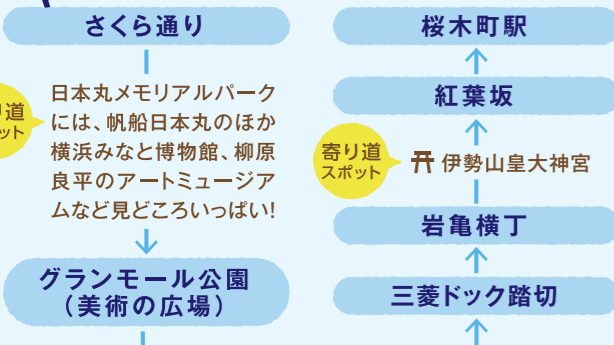 さくら通り
り道
ット
日本丸メモリアルパーク
には、帆船日本丸のほか
横浜みなと博物館、柳原
良平のアートミュージア
ムなど見どころいっぱい!
グランモール公園
(美術の広場)
桜木町駅
紅葉坂
寄り道
スポット
伊勢山皇大神宮
岩亀横丁
三菱ドック踏切